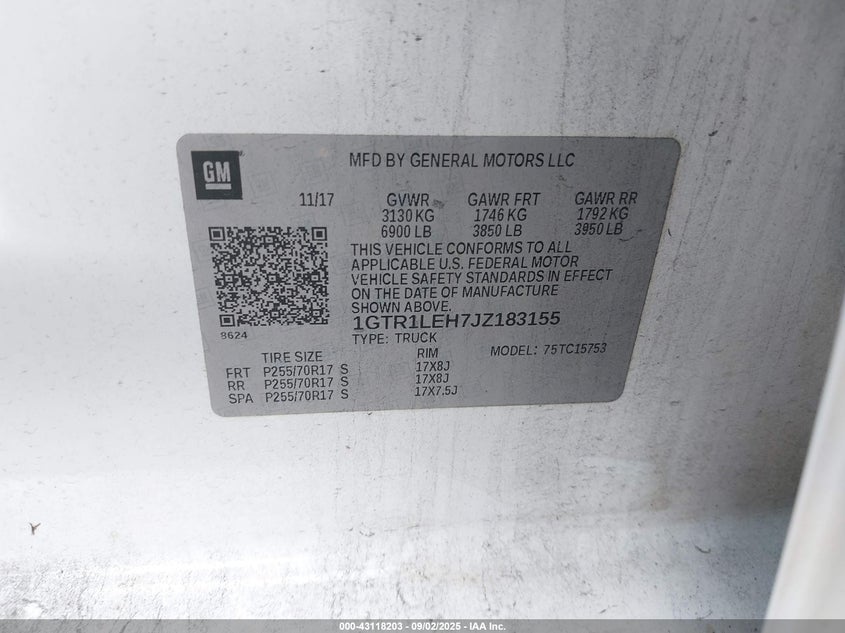 GM
MFD BY GENERAL MOTORS LLC
11/17 GVWR GAWR FRT GAWR RR
3130 KG 1746 KG 1792 KG
6900 LB 3850 LB 3950 LB
THIS VEHICLE CONFORMS TO ALL
APPLICABLE U.S. FEDERAL MOTOR
VEHICLE SAFETY STANDARDS IN EFFECT
ON THE DATE OF MANUFACTURE
SHOWN ABOVE.
1GTR1LEH7JZ183155
8624
TYPE: TRUCK MODEL: 75TC15753
TIRE SIZE RIM
FRT P255/70R17 S 17X8J
RR P255/70R17 S 17X8J
SPA P255/70R17 S 17X7.5J
000-43118203 - 09/02/2025 - IAA Inc.